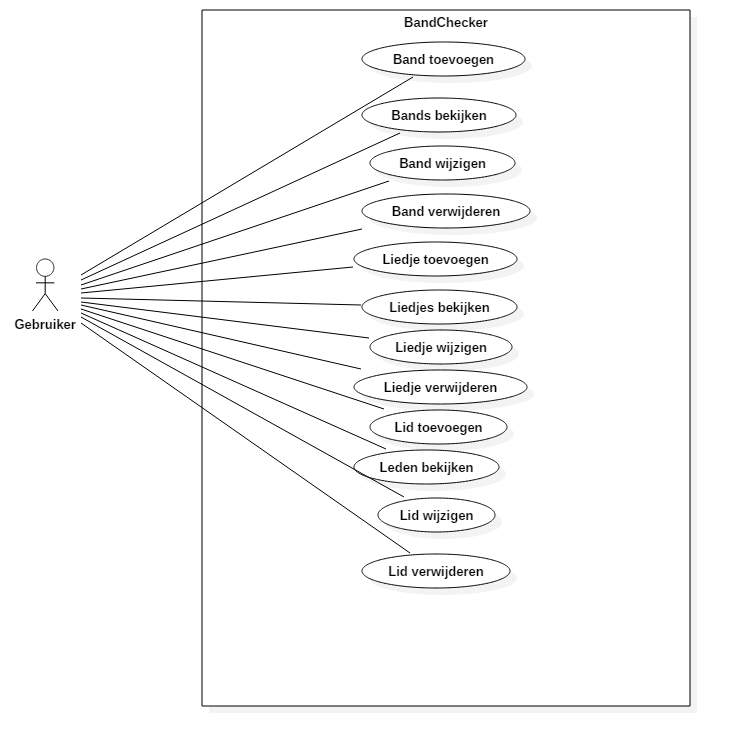 BandChecker
Band toevoegen
Bands bekijken
Band wijzigen
Band verwijderen
Liedje toevoegen
Liedjes bekijken
Gebruiker
Liedje wijzigen
Liedje verwijderen
Lid toevoegen
Leden bekijken
Lid wijzigen
Lid verwijderen